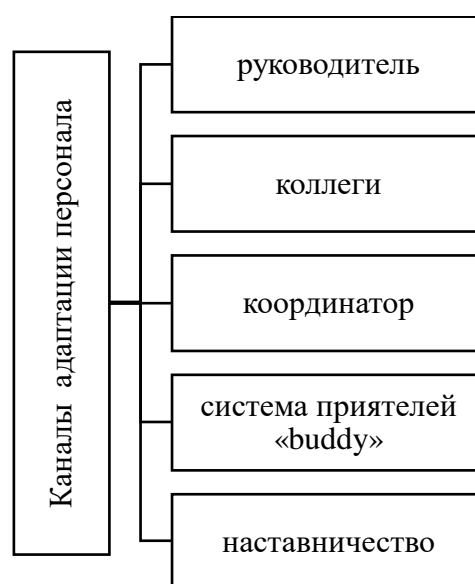 Каналы адаптации персонала
руководитель
коллеги
координатор
система приятелей
«buddy»
наставничество